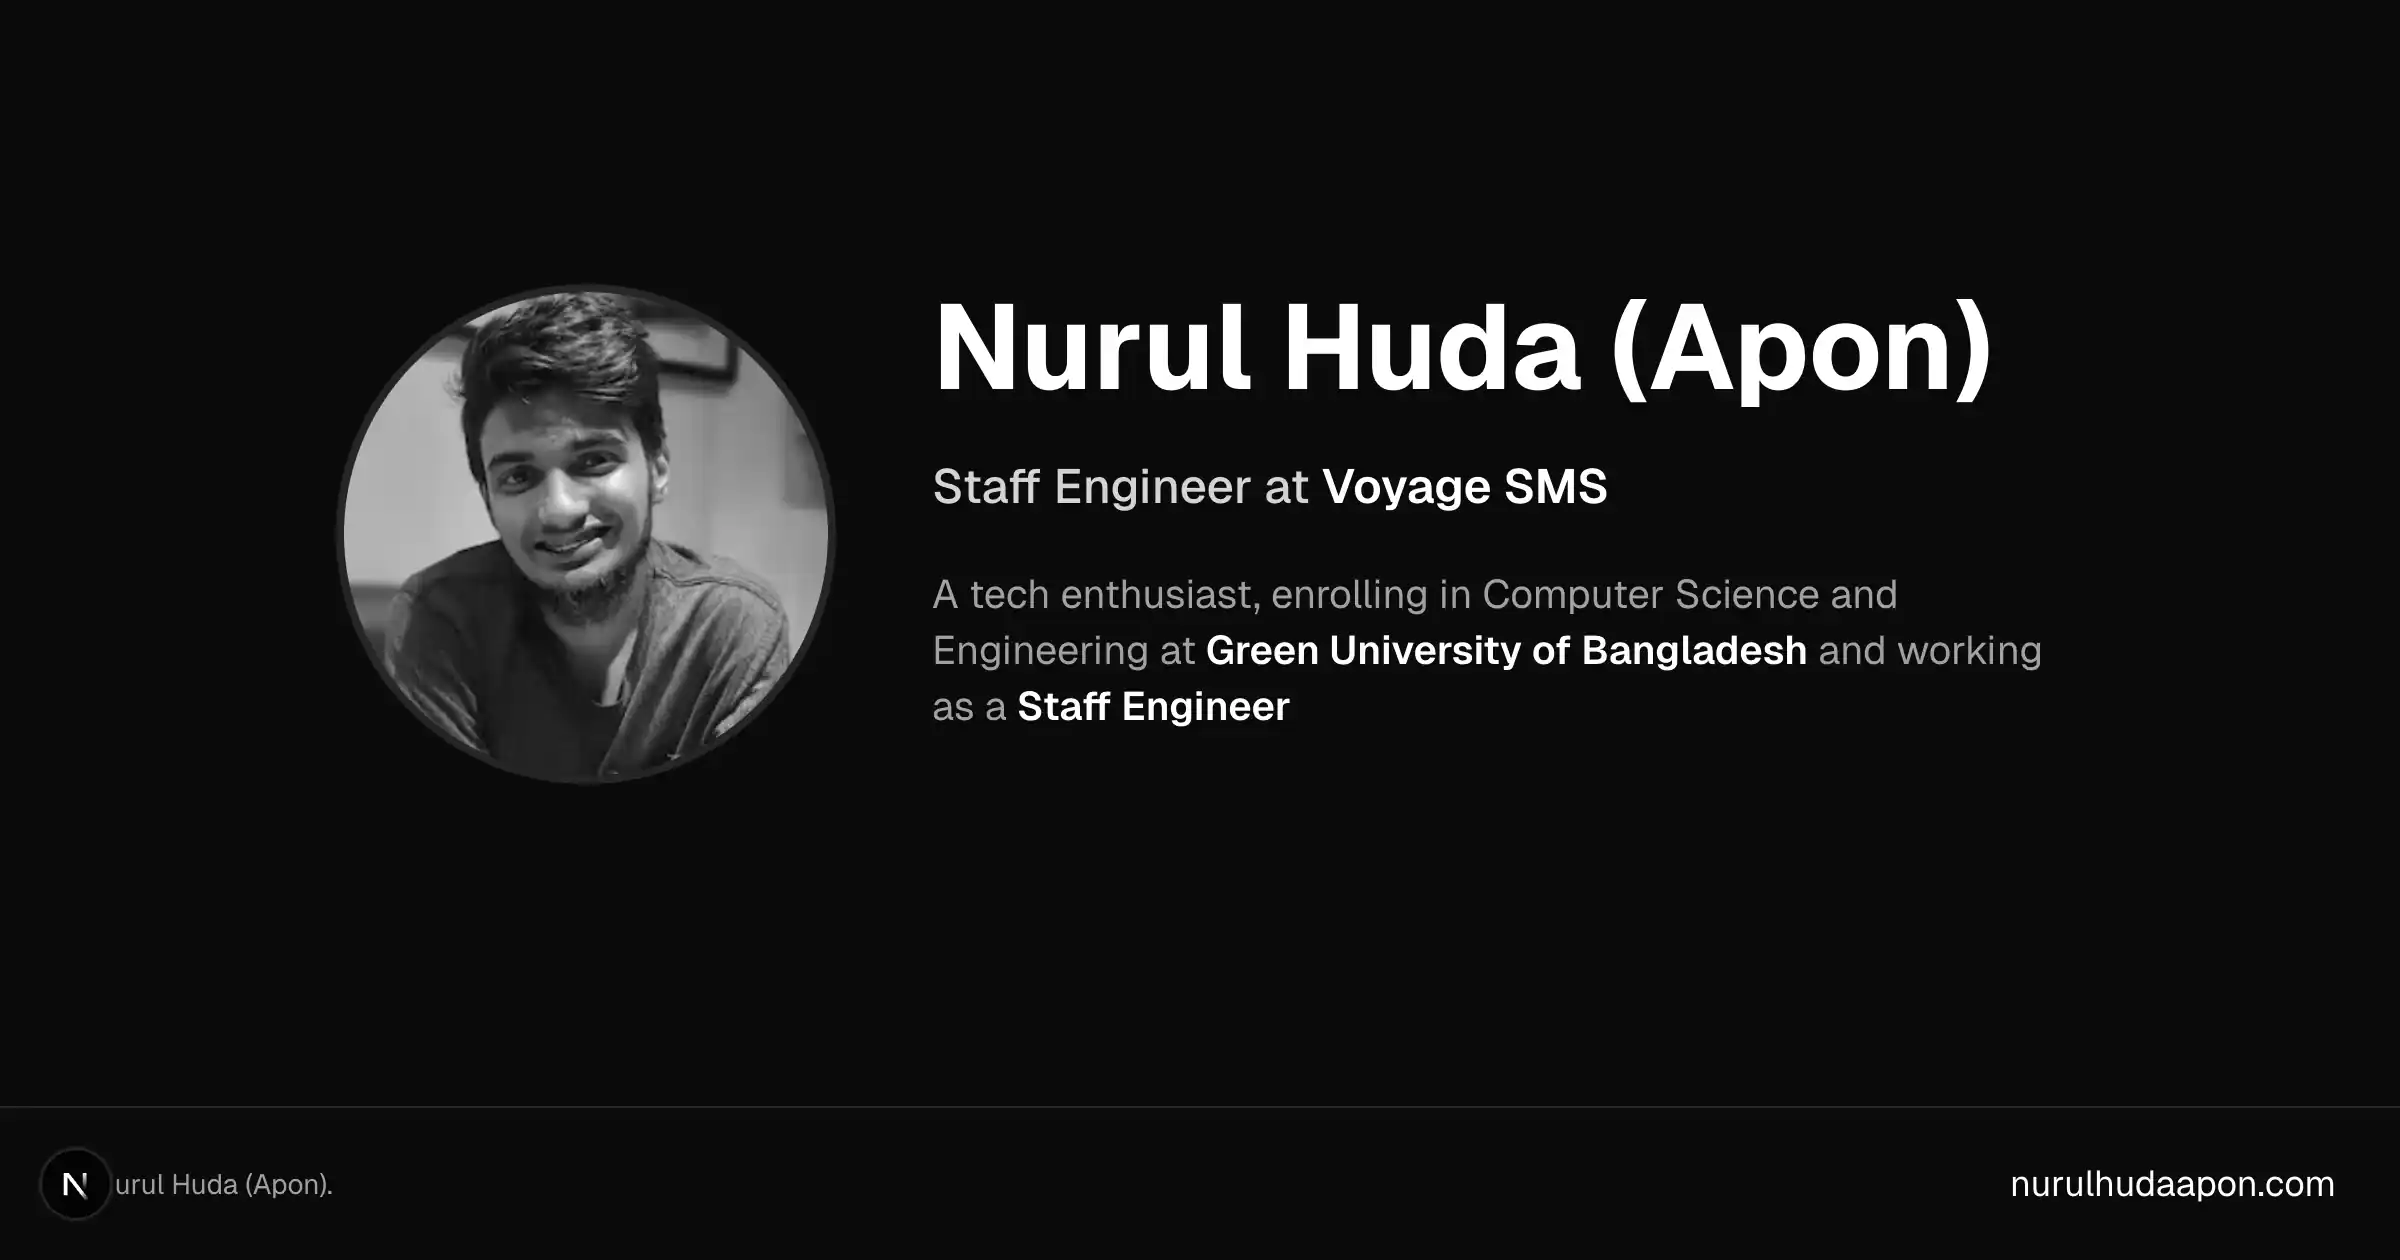 Nurul Huda (Apon)
Staff Engineer at Voyage SMS
A tech enthusiast, enrolling in Computer Science and
Engineering at Green University of Bangladesh and working
as a Staff Engineer
Nurul Huda (Apon).
nurulhudaapon.com